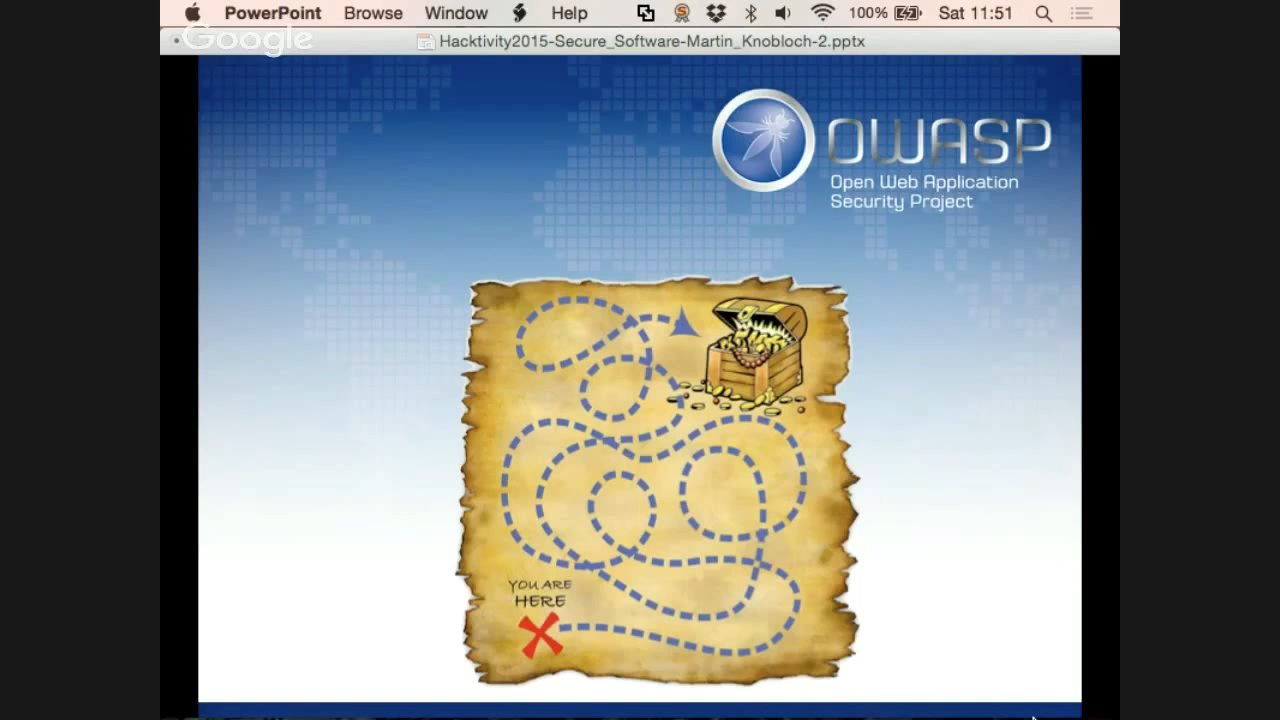 PowerPoint Browse Window Help 100% Sat 11:51
Google
Hacktivity2015-Secure_Software-Martin_Knobloch-2.pptx
OWASP
Open Web Application
Security Project
YOU ARE
HERE